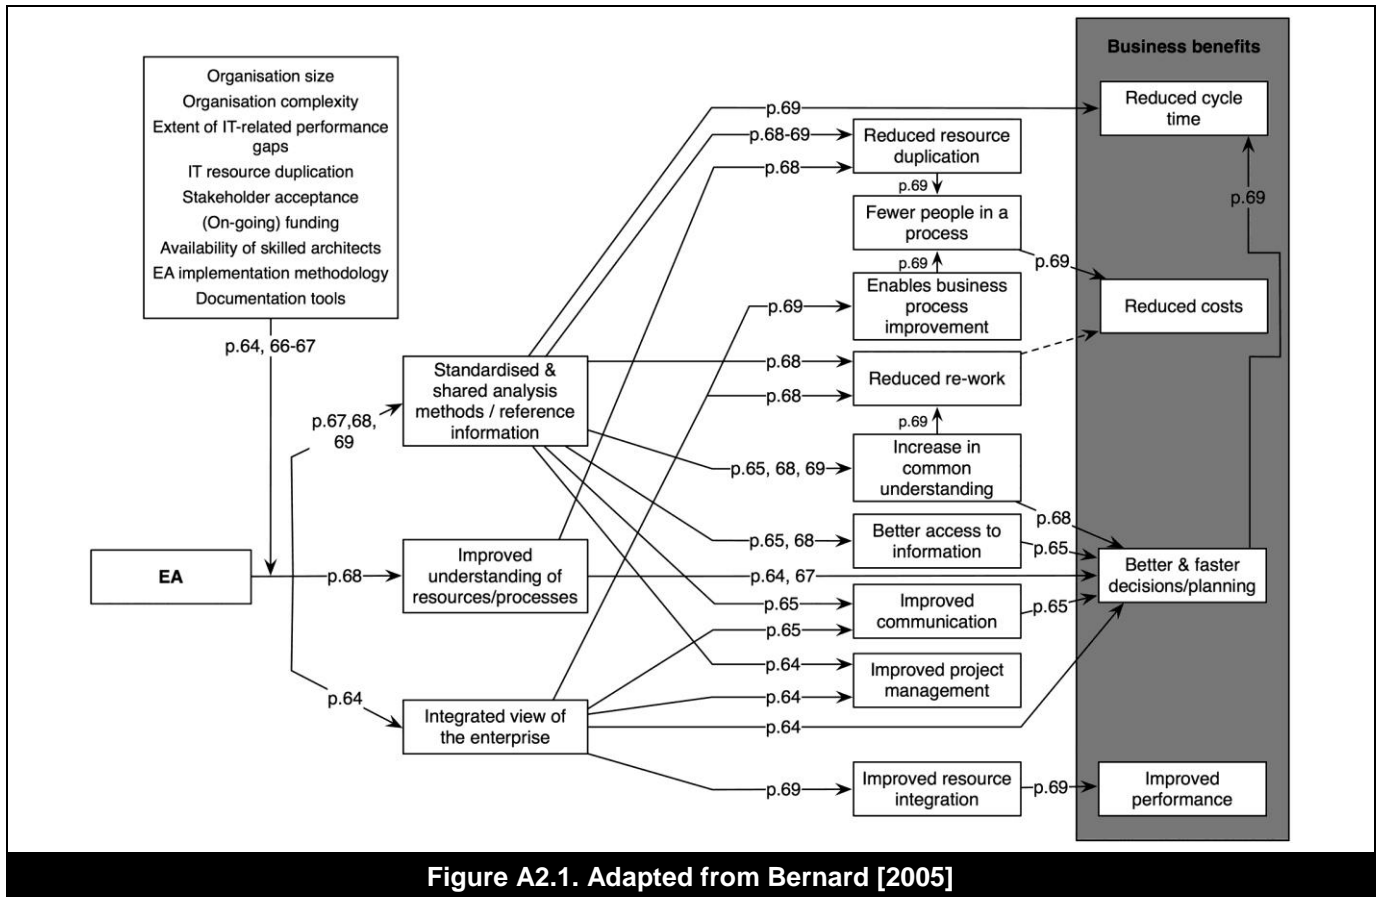 Business benefits
Organisation size
Organisation complexity
Extent of IT-related performance
gaps
IT resource duplication
Stakeholder acceptance
(On-going) funding
Availability of skilled architects
EA implementation methodology
Documentation tools
p.64, 66-67
EA
p.67,68,
69
p.68
p.64
Standardised &
shared analysis
methods / reference
information
Improved
understanding of
resources/processes
Integrated view of
the enterprise
p.69
p.68-69
p.68
p.69
p.68
p.68
p.65, 68, 69
p.65, 68
p.64, 67
p.65
p.65
p.64
p.64
p.64
p.69
Reduced resource
duplication
p.69
Fewer people in a
process
p.69
Enables business
process
improvement
Reduced re-work
p.69
Increase in
common
understanding
Better access to
information
Improved
communication
Improved project
management
Improved resource
integration
p.69
p.68
p.65
p.65
p.69
Reduced cycle
time
p.69
Reduced costs
Better & faster
decisions/planning
Improved
performance
Figure A2.1. Adapted from Bernard [2005]